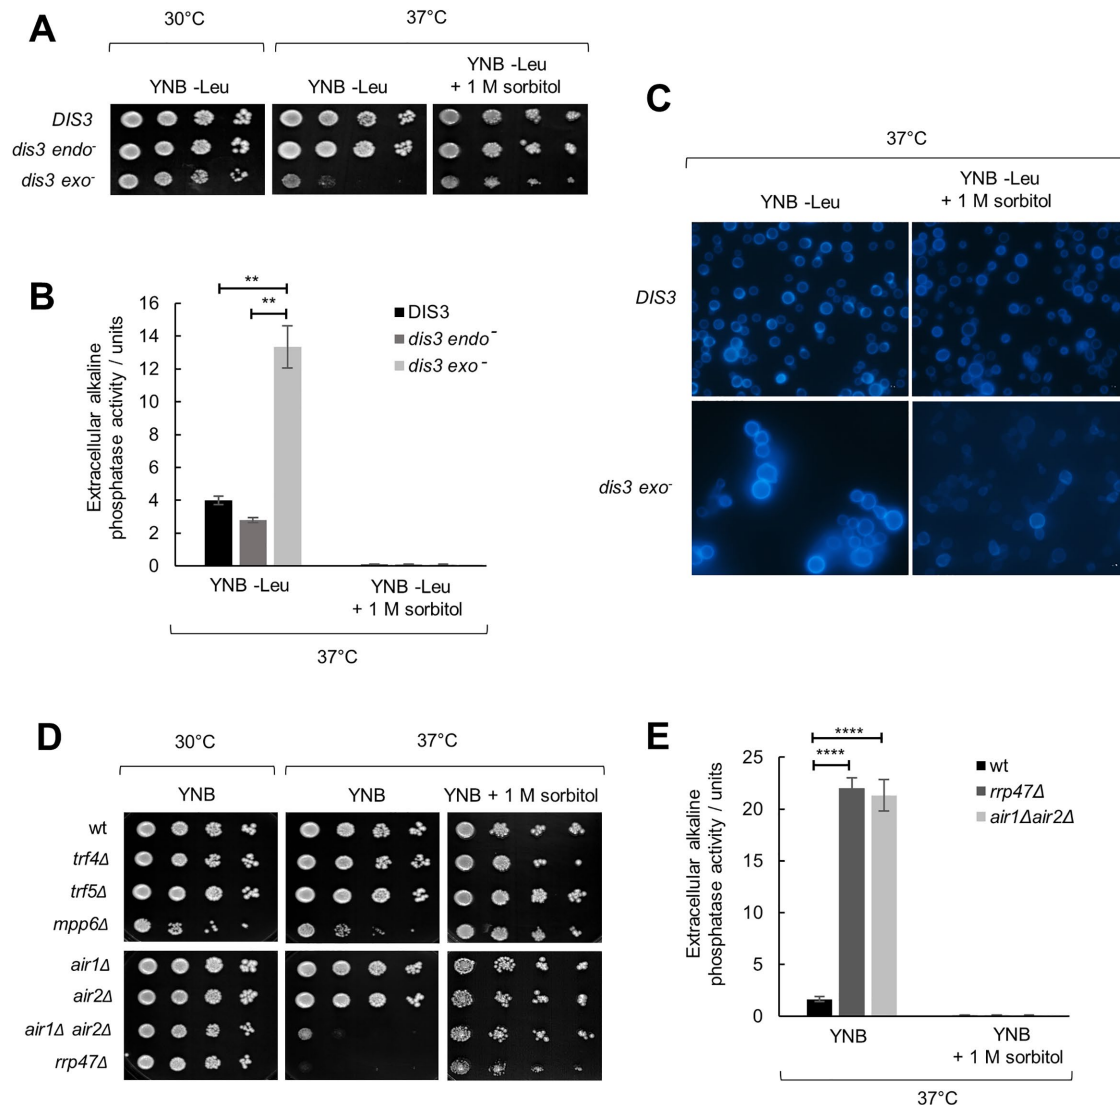 A
30°C
37°C
YNB -Leu
YNB -Leu
YNB -Leu
+ 1 M sorbitol
DIS3
dis3 endo⁻
dis3 exo⁻
B
Extracellular alkaline
phosphatase activity / units
16
14
12
10
8
6
4
2
0
**
**
DIS3
dis3 endo⁻
dis3 exo⁻
YNB -Leu
YNB -Leu
+ 1 M sorbitol
37°C
C
37°C
YNB -Leu
YNB -Leu
+ 1 M sorbitol
DIS3
dis3 exo⁻
D
30°C
37°C
YNB
YNB
YNB + 1 M sorbitol
wt
trf4Δ
trf5Δ
mpp6Δ
air1Δ
air2Δ
air1Δ air2Δ
rrp47Δ
E
Extracellular alkaline
phosphatase activity / units
25
20
15
10
5
0
****
****
wt
rrp47Δ
air1Δair2Δ
YNB
YNB
+ 1 M sorbitol
37°C